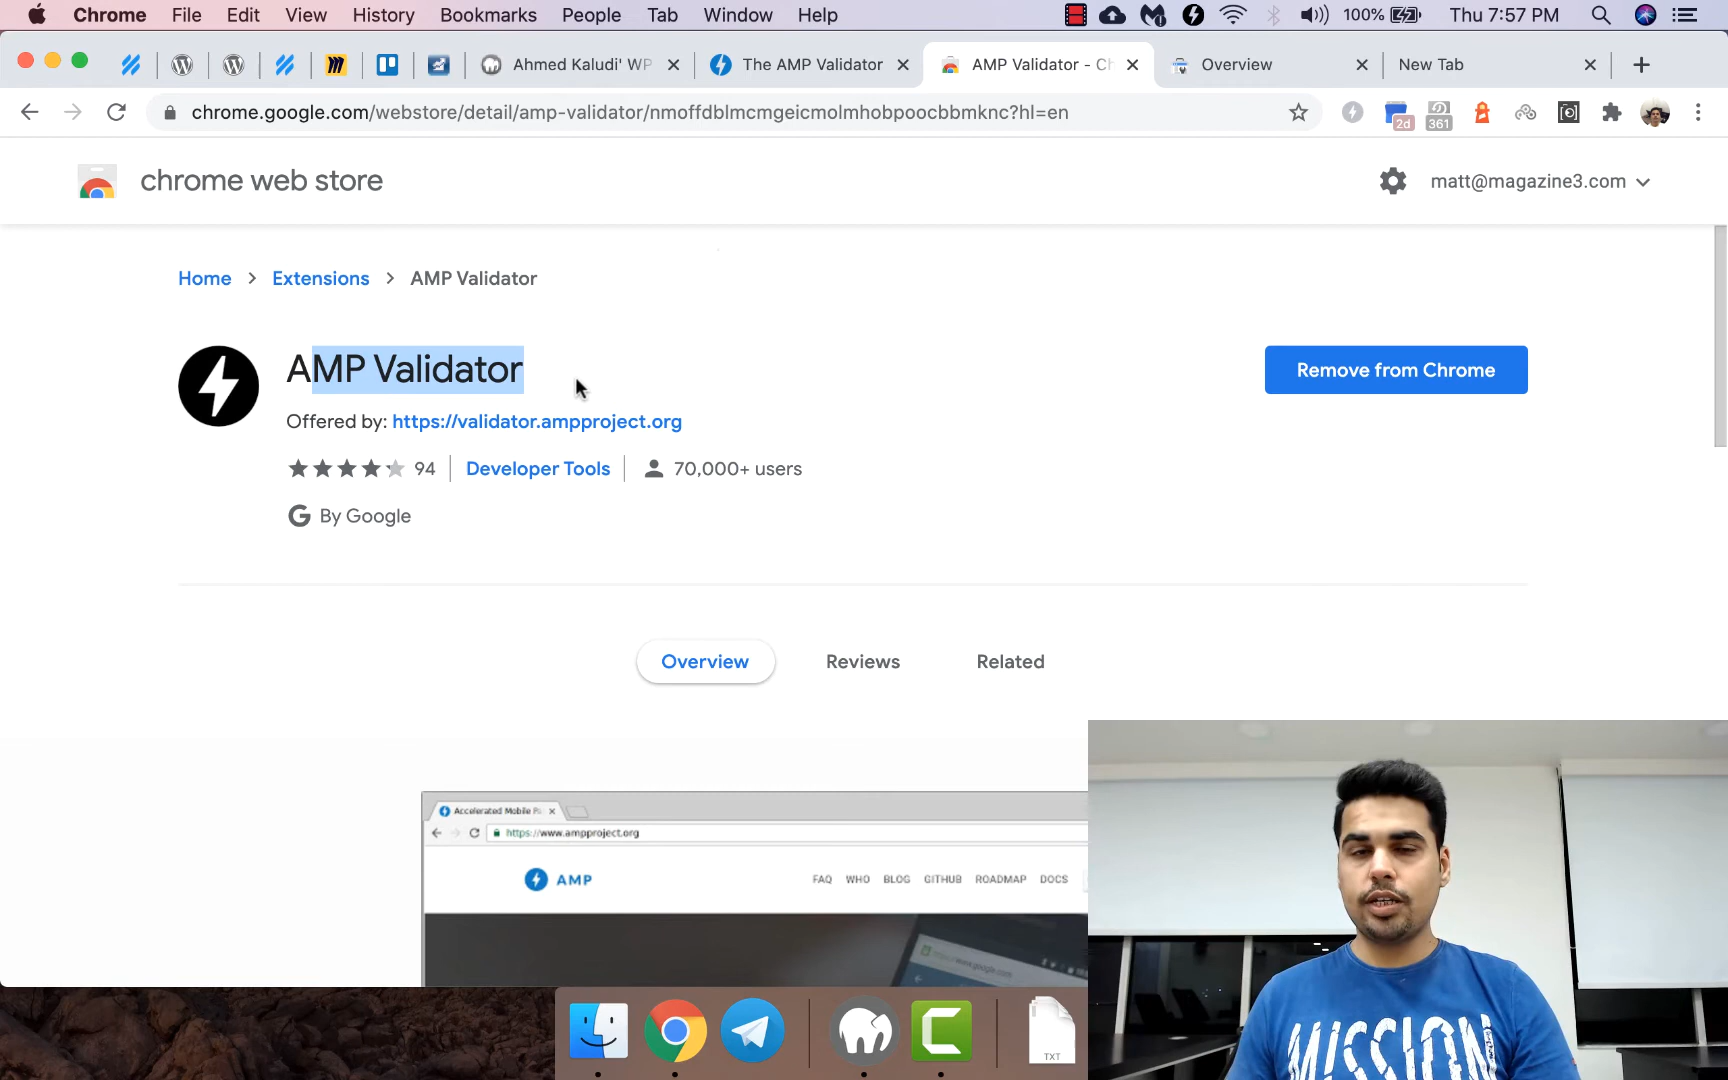 Chrome File Edit View History Bookmarks People Tab Window Help 100% Thu 7:57 PM
Ahmed Kaludi' WP The AMP Validator AMP Validator - Ch Overview New Tab
chrome.google.com/webstore/detail/amp-validator/nmoffdblmcmgeicmolmhobpoocbbmknc?hl=en 2d 361
chrome web store matt@magazine3.com
Home > Extensions > AMP Validator
AMP Validator
Remove from Chrome
Offered by: https://validator.ampproject.org
94 Developer Tools 70,000+ users
G By Google
Overview Reviews Related
Accelerated Mobile Pa
https://www.ampproject.org
AMP FAQ WHO BLOG GITHUB ROADMAP DOCS
MISSION
TXT